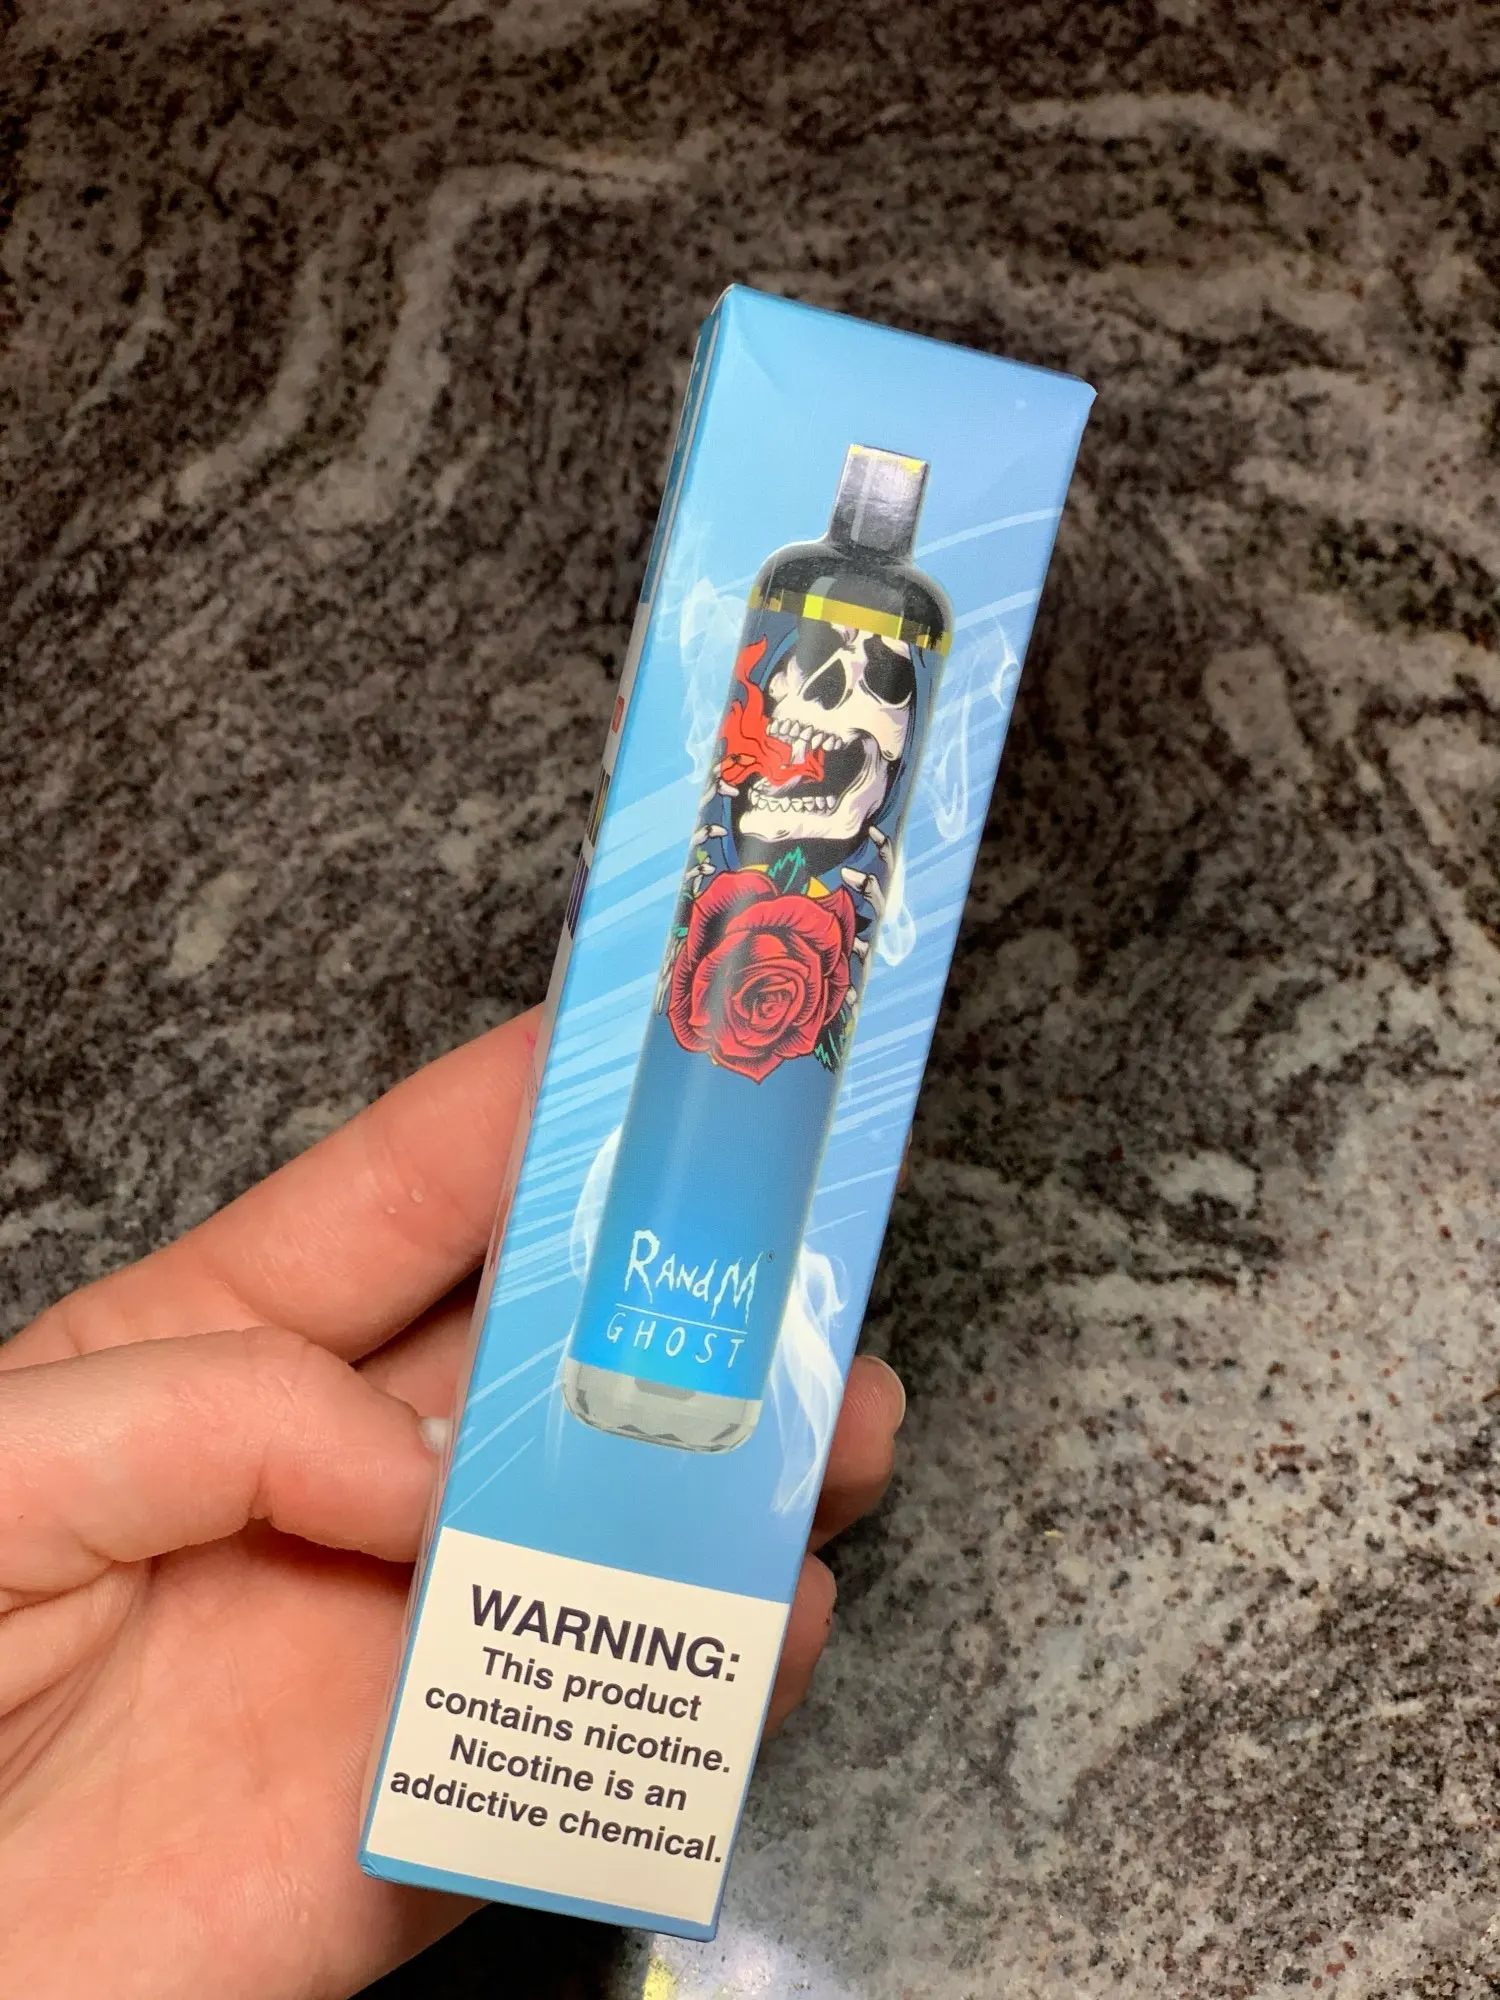 RANdM
GHOST
WARNING:
This product
contains nicotine.
Nicotine is an
addictive chemical.